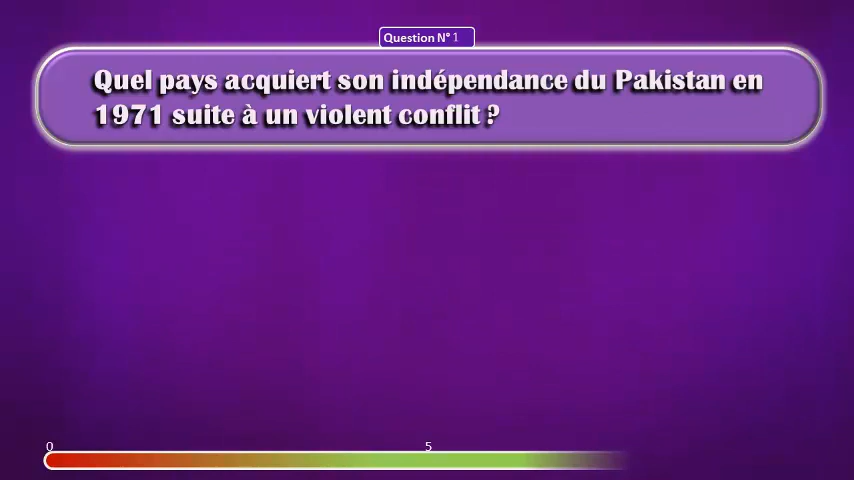 Question N° 1
Quel pays acquiert son indépendance du Pakistan en
1971 suite à un violent conflit ?
0 5